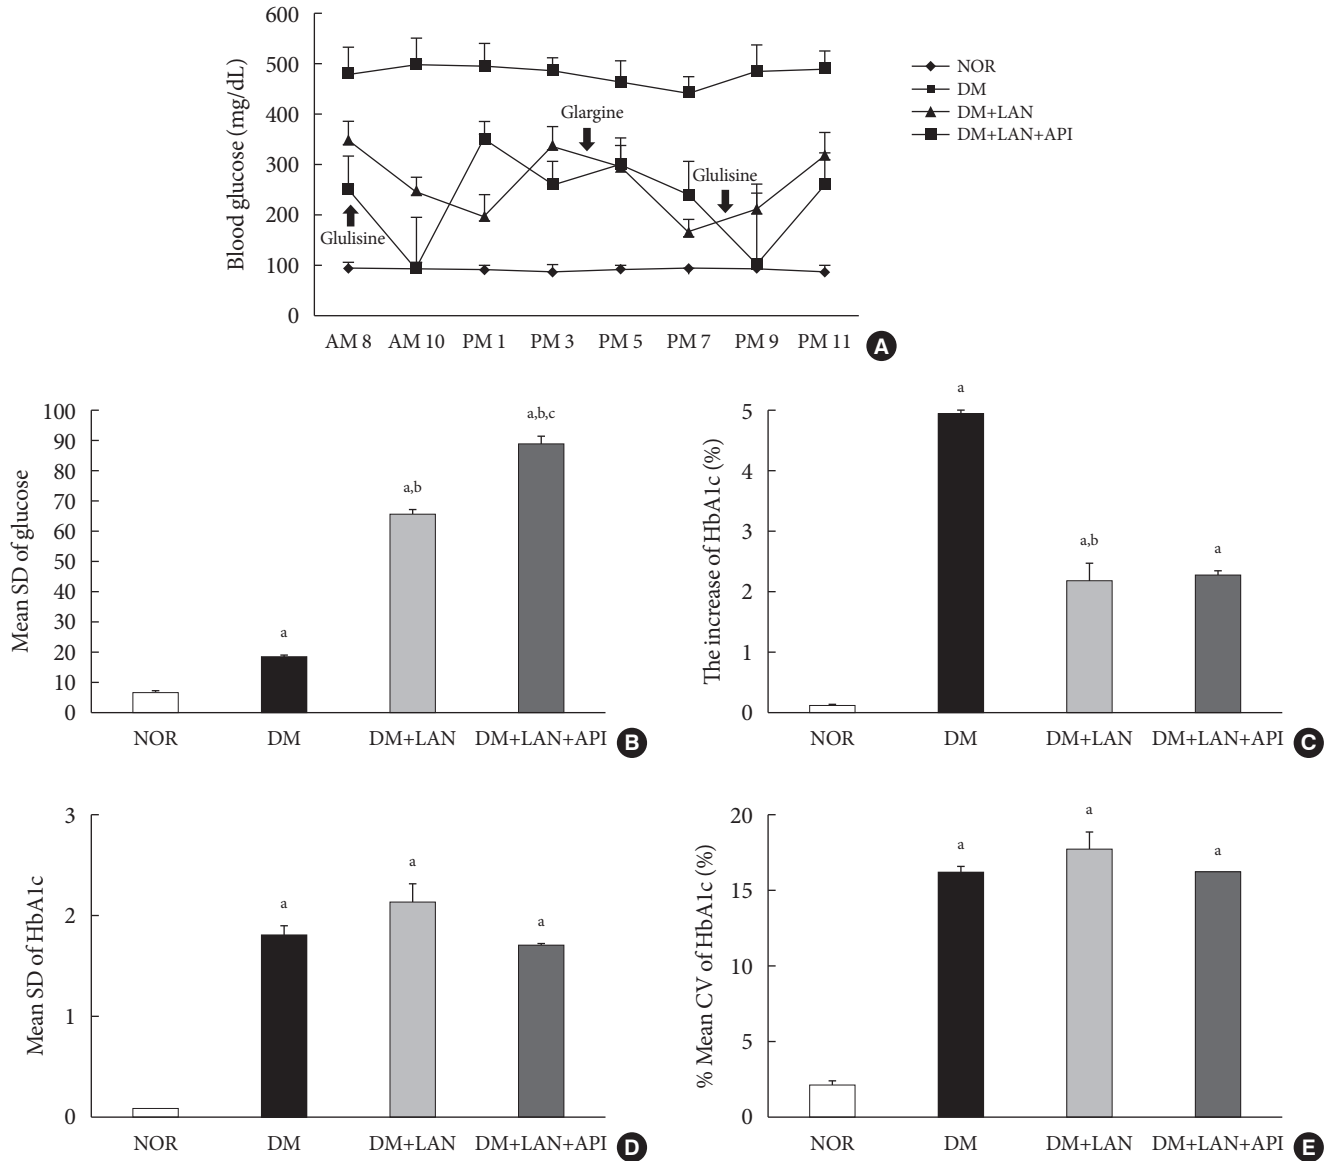 600
500
400
300
200
100
0
Blood glucose (mg/dL)
Glargine
Glulisine
Glulisine
AM 8 AM 10 PM 1 PM 3 PM 5 PM 7 PM 9 PM 11
NOR
DM
DM+LAN
DM+LAN+API
A
100
90
80
70
60
50
40
30
20
10
0
Mean SD of glucose
a
a,b
a,b,c
NOR DM DM+LAN DM+LAN+API
B
5
4
3
2
1
0
The increase of HbA1c (%)
a
a,b
a
NOR DM DM+LAN DM+LAN+API
C
3
2
1
0
Mean SD of HbA1c
a
a
a
NOR DM DM+LAN DM+LAN+API
D
20
15
10
5
0
% Mean CV of HbA1c (%)
a
a
a
NOR DM DM+LAN DM+LAN+API
E